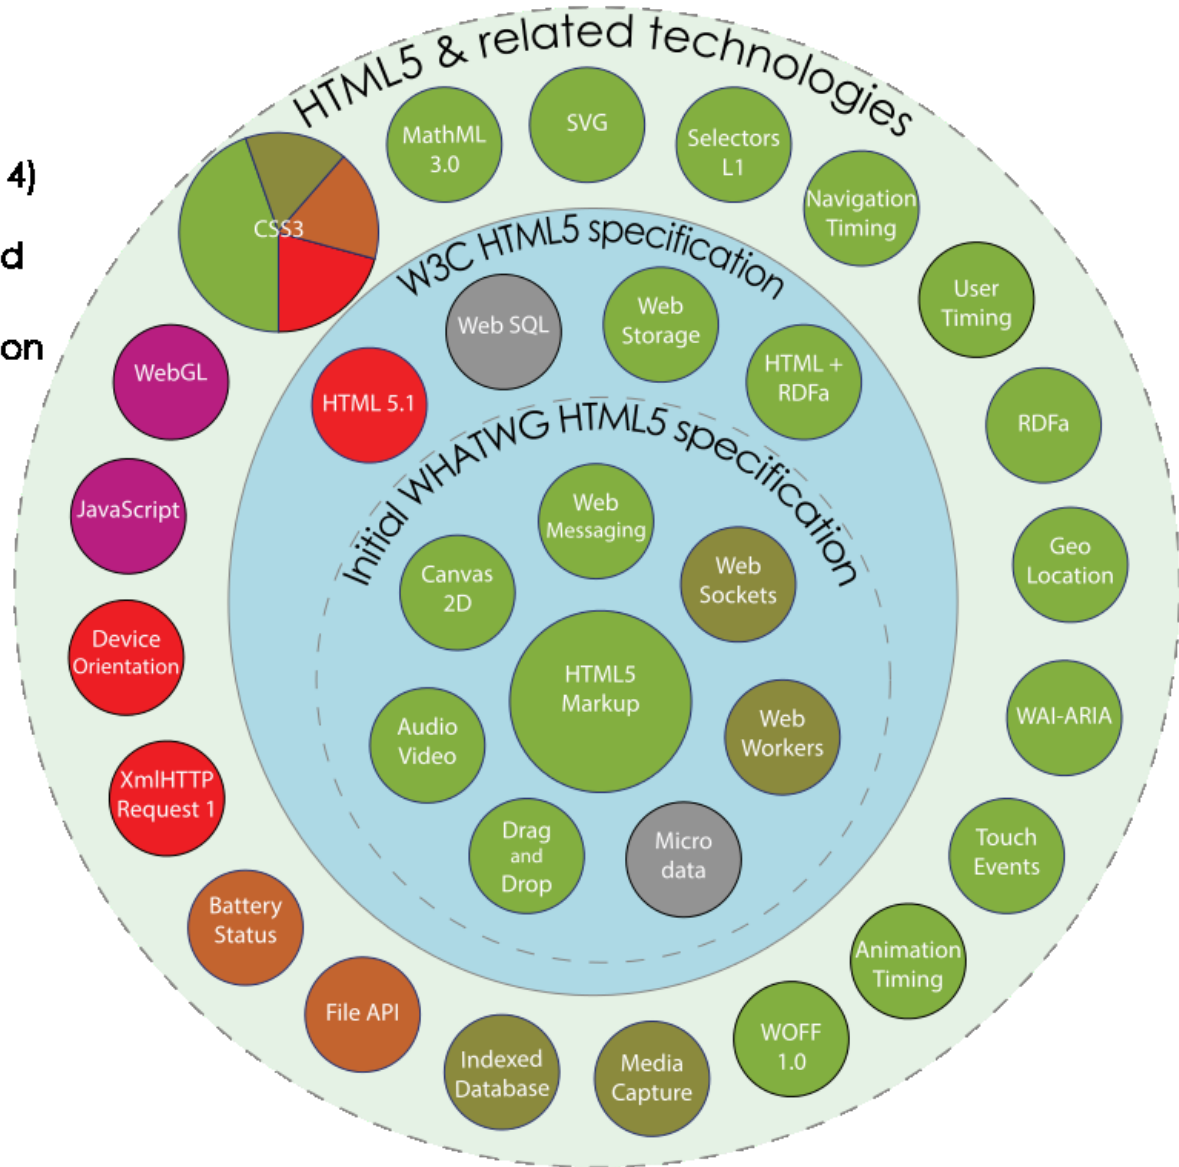 HTML5 & related technologies
4)
d
on
MathML
3.0
SVG
Selectors
L1
Navigation
Timing
User
Timing
RDFa
Geo
Location
WAI-ARIA
Touch
Events
Animation
Timing
WOFF
1.0
Media
Capture
Indexed
Database
File API
Battery
Status
XmlHTTP
Request 1
Device
Orientation
JavaScript
WebGL
CSS3
W3C HTML5 specification
HTML 5.1
Web SQL
Web
Storage
HTML +
RDFa
Initial WHATWG HTML5 specification
Web
Messaging
Web
Sockets
Canvas
2D
HTML5
Markup
Audio
Video
Web
Workers
Drag
and
Drop
Micro
data